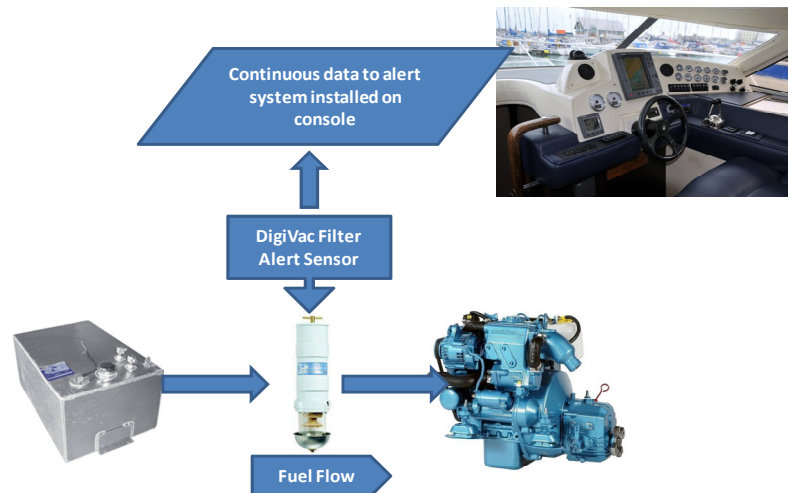 Continuous data to alert
system installed on
console
DigiVac Filter
Alert Sensor
Fuel Flow